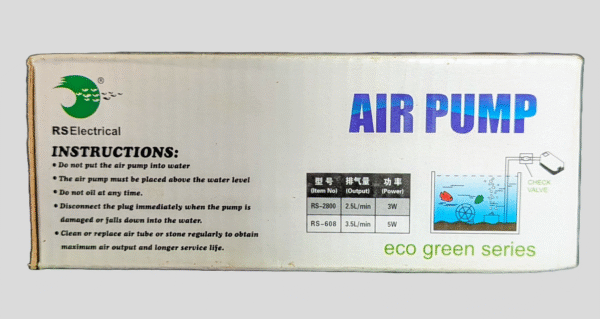 ®
RSElectrical
AIR PUMP
INSTRUCTIONS:
• Do not put the air pump into water
• The air pump must be placed above the water level
• Do not oil at any time.
• Disconnect the plug immediately when the pump is
damaged or falls down into the water.
• Clean or replace air tube or stone regularly to obtain
maximum air output and longer service life.
型号 排气量 功率
(Item No) (Output) (Power)
RS-2800 2.5L/min 3W
RS-608 3.5L/min 5W
CHECK
VALVE
eco green series